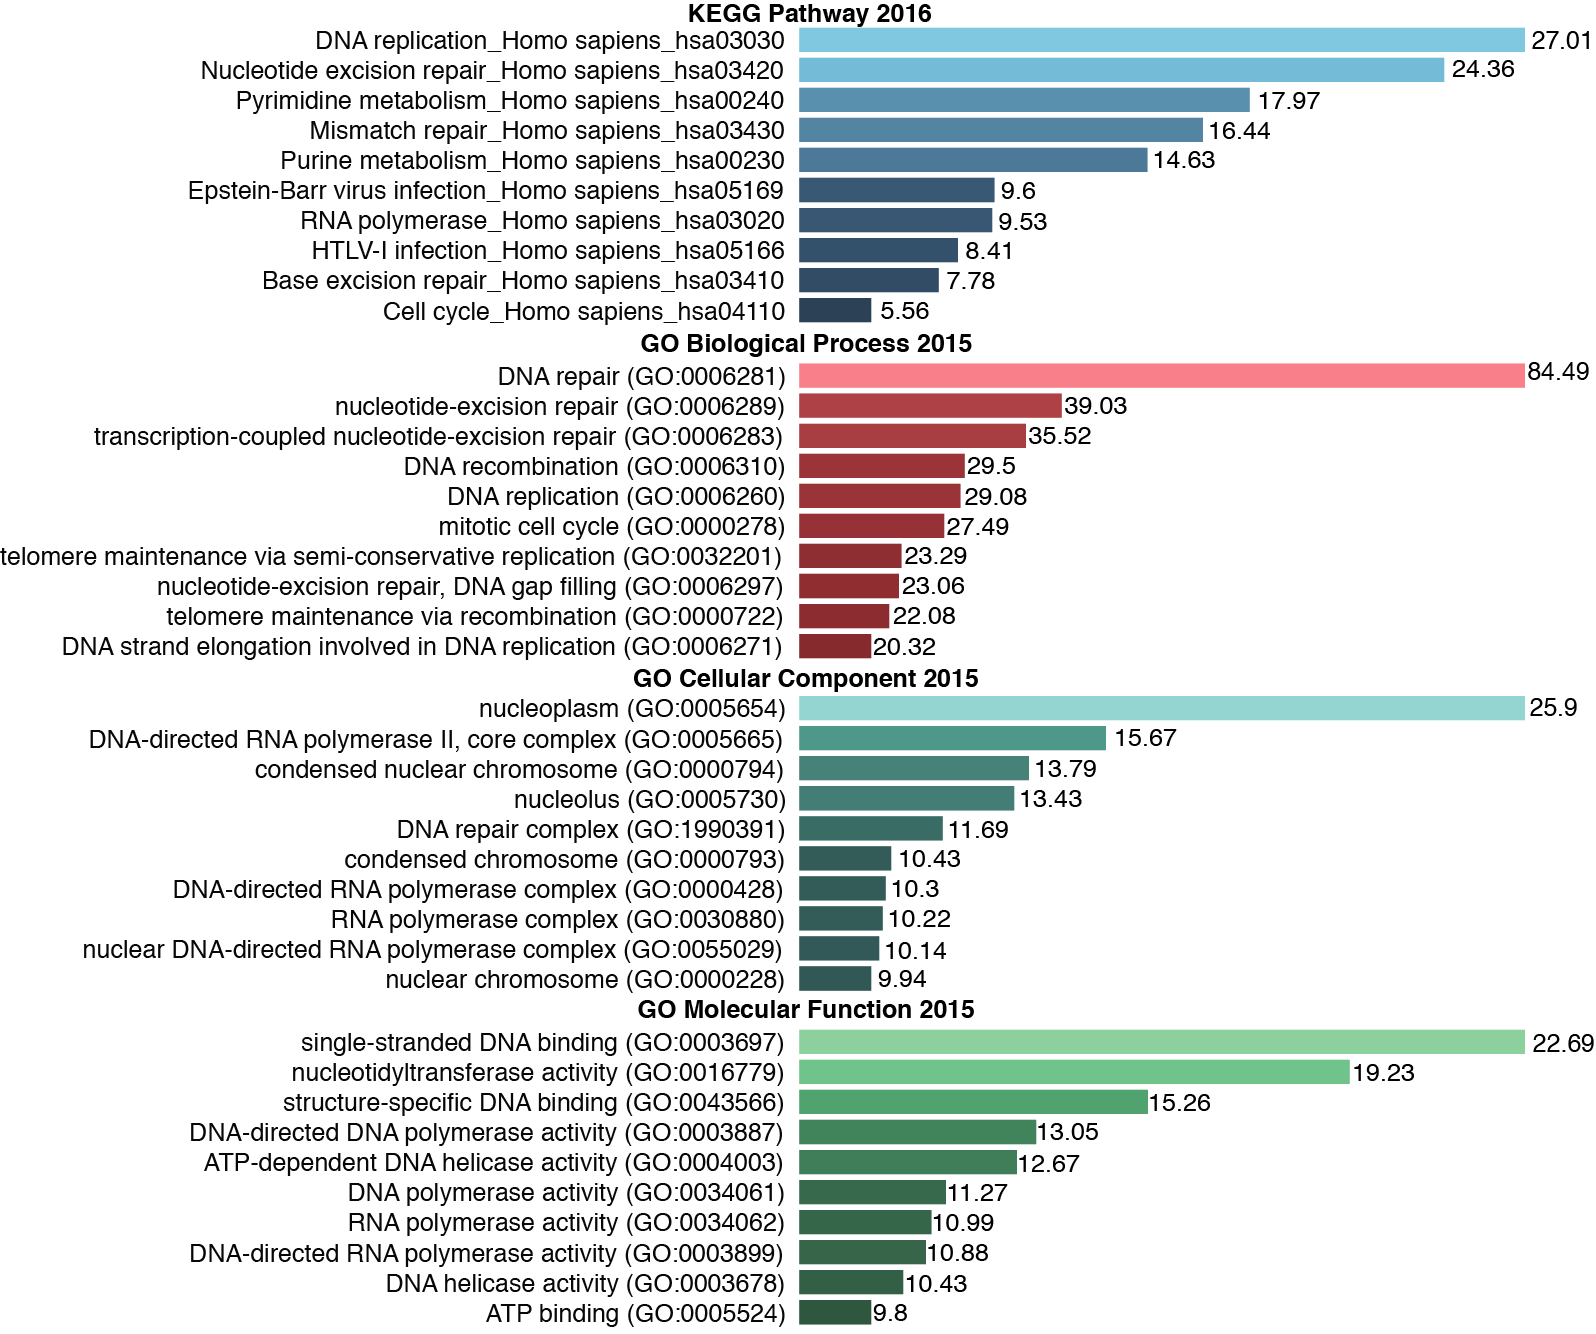 KEGG Pathway 2016
DNA replication_Homo sapiens_hsa03030 27.01
Nucleotide excision repair_Homo sapiens_hsa03420 24.36
Pyrimidine metabolism_Homo sapiens_hsa00240 17.97
Mismatch repair_Homo sapiens_hsa03430 16.44
Purine metabolism_Homo sapiens_hsa00230 14.63
Epstein-Barr virus infection_Homo sapiens_hsa05169 9.6
RNA polymerase_Homo sapiens_hsa03020 9.53
HTLV-I infection_Homo sapiens_hsa05166 8.41
Base excision repair_Homo sapiens_hsa03410 7.78
Cell cycle_Homo sapiens_hsa04110 5.56
GO Biological Process 2015
DNA repair (GO:0006281) 84.49
nucleotide-excision repair (GO:0006289) 39.03
transcription-coupled nucleotide-excision repair (GO:0006283) 35.52
DNA recombination (GO:0006310) 29.5
DNA replication (GO:0006260) 29.08
mitotic cell cycle (GO:0000278) 27.49
telomere maintenance via semi-conservative replication (GO:0032201) 23.29
nucleotide-excision repair, DNA gap filling (GO:0006297) 23.06
telomere maintenance via recombination (GO:0000722) 22.08
DNA strand elongation involved in DNA replication (GO:0006271) 20.32
GO Cellular Component 2015
nucleoplasm (GO:0005654) 25.9
DNA-directed RNA polymerase II, core complex (GO:0005665) 15.67
condensed nuclear chromosome (GO:0000794) 13.79
nucleolus (GO:0005730) 13.43
DNA repair complex (GO:1990391) 11.69
condensed chromosome (GO:0000793) 10.43
DNA-directed RNA polymerase complex (GO:0000428) 10.3
RNA polymerase complex (GO:0030880) 10.22
nuclear DNA-directed RNA polymerase complex (GO:0055029) 10.14
nuclear chromosome (GO:0000228) 9.94
GO Molecular Function 2015
single-stranded DNA binding (GO:0003697) 22.69
nucleotidyltransferase activity (GO:0016779) 19.23
structure-specific DNA binding (GO:0043566) 15.26
DNA-directed DNA polymerase activity (GO:0003887) 13.05
ATP-dependent DNA helicase activity (GO:0004003) 12.67
DNA polymerase activity (GO:0034061) 11.27
RNA polymerase activity (GO:0034062) 10.99
DNA-directed RNA polymerase activity (GO:0003899) 10.88
DNA helicase activity (GO:0003678) 10.43
ATP binding (GO:0005524) 9.8